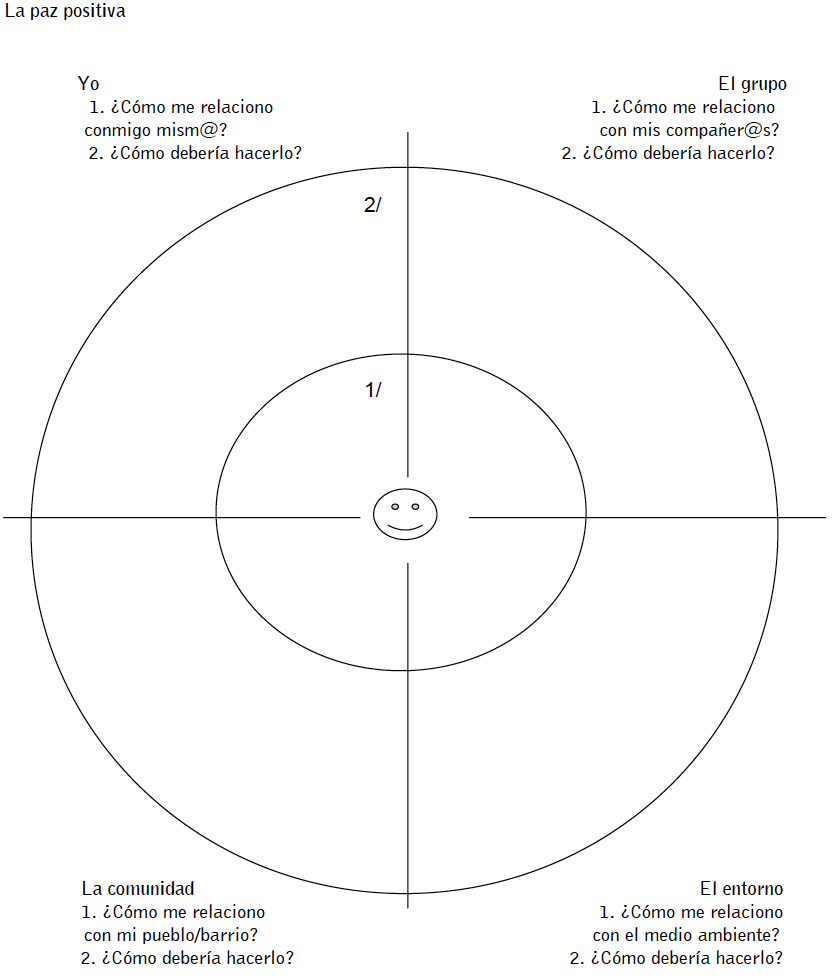 La paz positiva
Yo
1. ¿Cómo me relaciono
conmigo mism@?
2. ¿Cómo debería hacerlo?
El grupo
1. ¿Cómo me relaciono
con mis compañer@s?
2. ¿Cómo debería hacerlo?
2/
1/
La comunidad
1. ¿Cómo me relaciono
con mi pueblo/barrio?
2. ¿Cómo debería hacerlo?
El entorno
1. ¿Cómo me relaciono
con el medio ambiente?
2. ¿Cómo debería hacerlo?